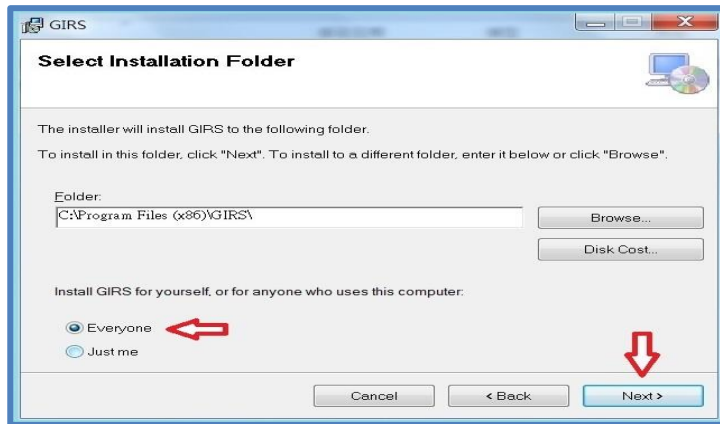 GIRS
Select Installation Folder
The installer will install GIRS to the following folder.
To install in this folder, click "Next". To install to a different folder, enter it below or click "Browse".
Folder:
C:\Program Files (x86)\GIRS\
Browse...
Disk Cost...
Install GIRS for yourself, or for anyone who uses this computer:
Everyone
Just me
Cancel
< Back
Next >